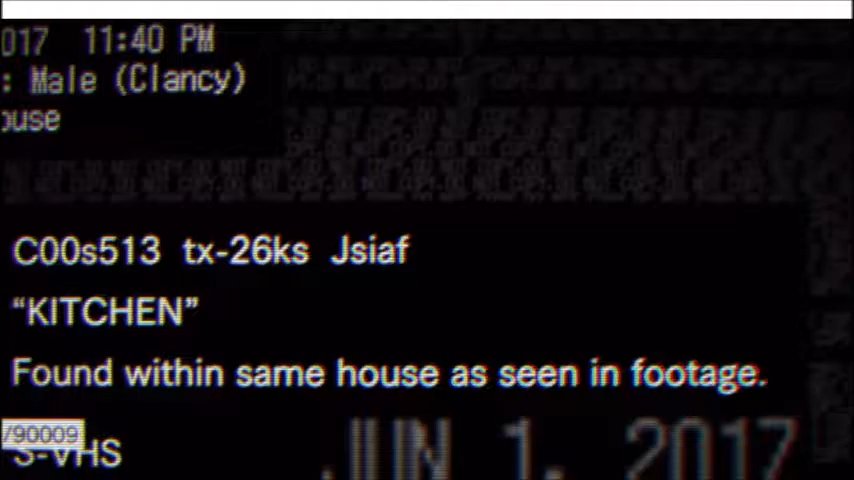 017 11:40 PM
: Male (Clancy)
ouse
C00s513 tx-26ks Jsiaf
“KITCHEN”
Found within same house as seen in footage.
/90009
S-VHS
JUN 1. 2017